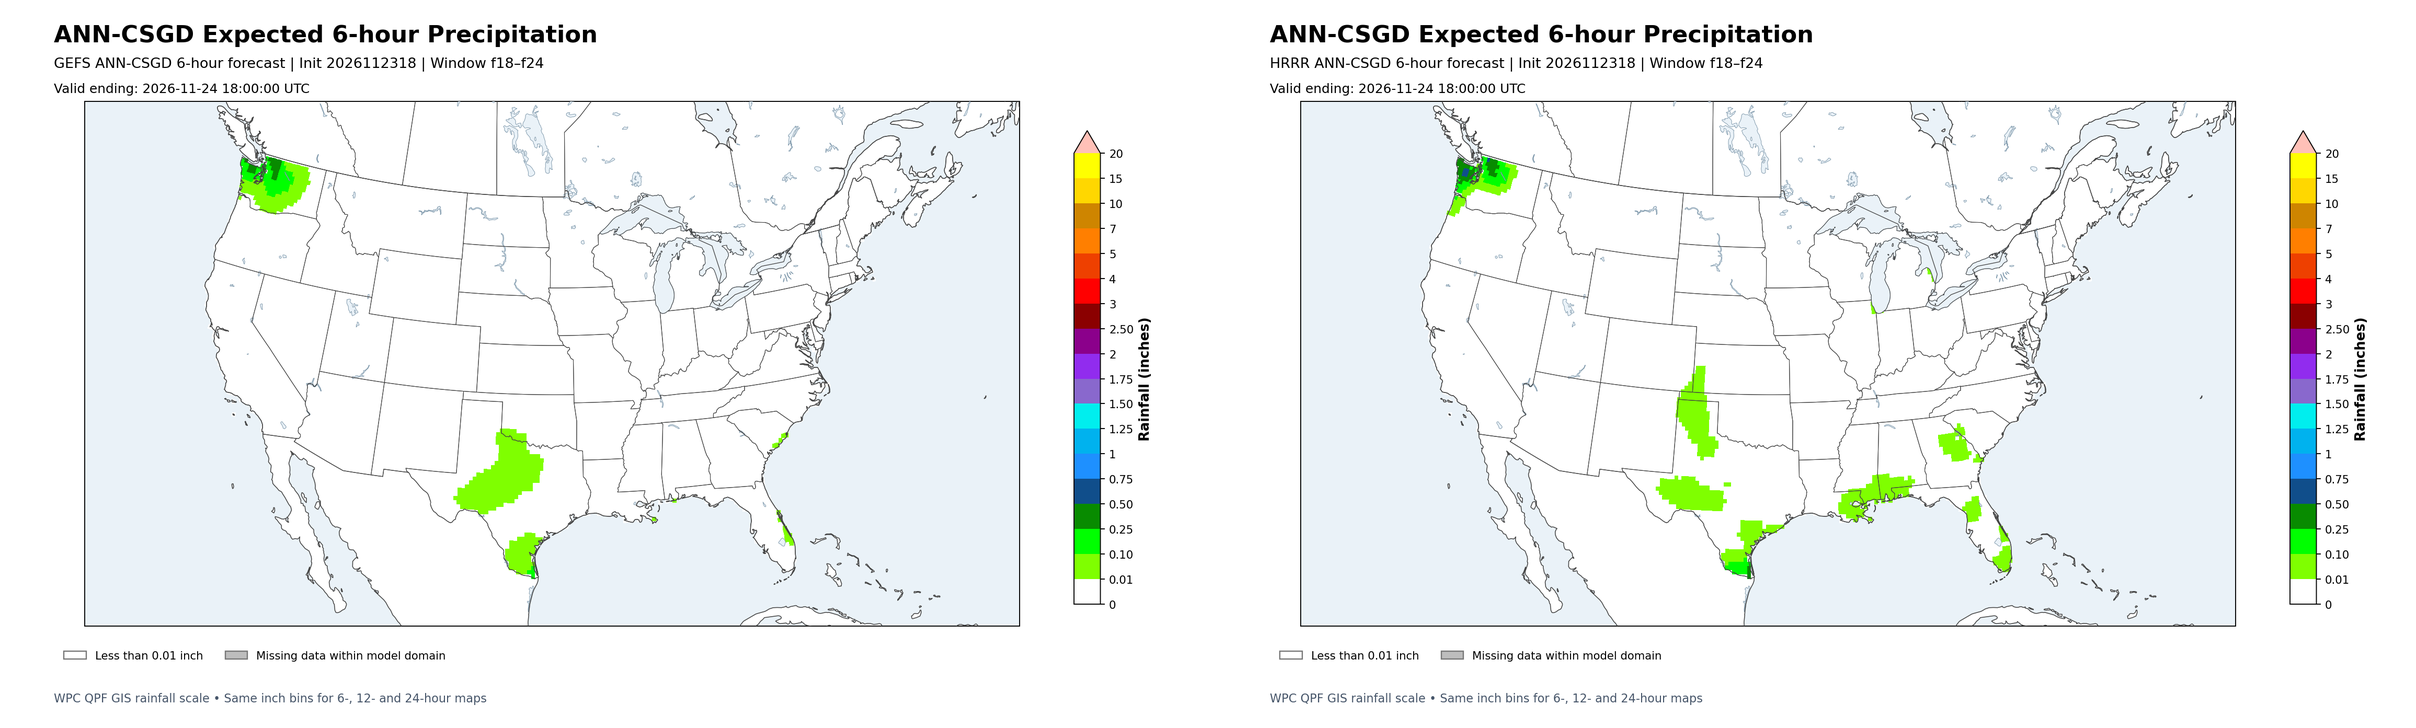 ANN-CSGD Expected 6-hour Precipitation
GEFS ANN-CSGD 6-hour forecast | Init 2026112318 | Window f18–f24
Valid ending: 2026-11-24 18:00:00 UTC
20
15
10
7
5
4
3
2.50
2
1.75
1.50
1.25
1
0.75
0.50
0.25
0.10
0.01
0
Rainfall (inches)
Less than 0.01 inch
Missing data within model domain
WPC QPF GIS rainfall scale • Same inch bins for 6-, 12- and 24-hour maps
ANN-CSGD Expected 6-hour Precipitation
HRRR ANN-CSGD 6-hour forecast | Init 2026112318 | Window f18–f24
Valid ending: 2026-11-24 18:00:00 UTC
20
15
10
7
5
4
3
2.50
2
1.75
1.50
1.25
1
0.75
0.50
0.25
0.10
0.01
0
Rainfall (inches)
Less than 0.01 inch
Missing data within model domain
WPC QPF GIS rainfall scale • Same inch bins for 6-, 12- and 24-hour maps